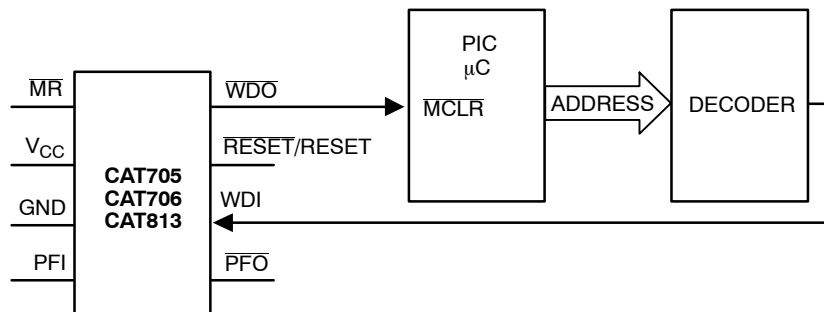 PIC
μC
MCLR
ADDRESS
DECODER
MR
VCC
GND
PFI
CAT705
CAT706
CAT813
WDO
RESET/RESET
WDI
PFO